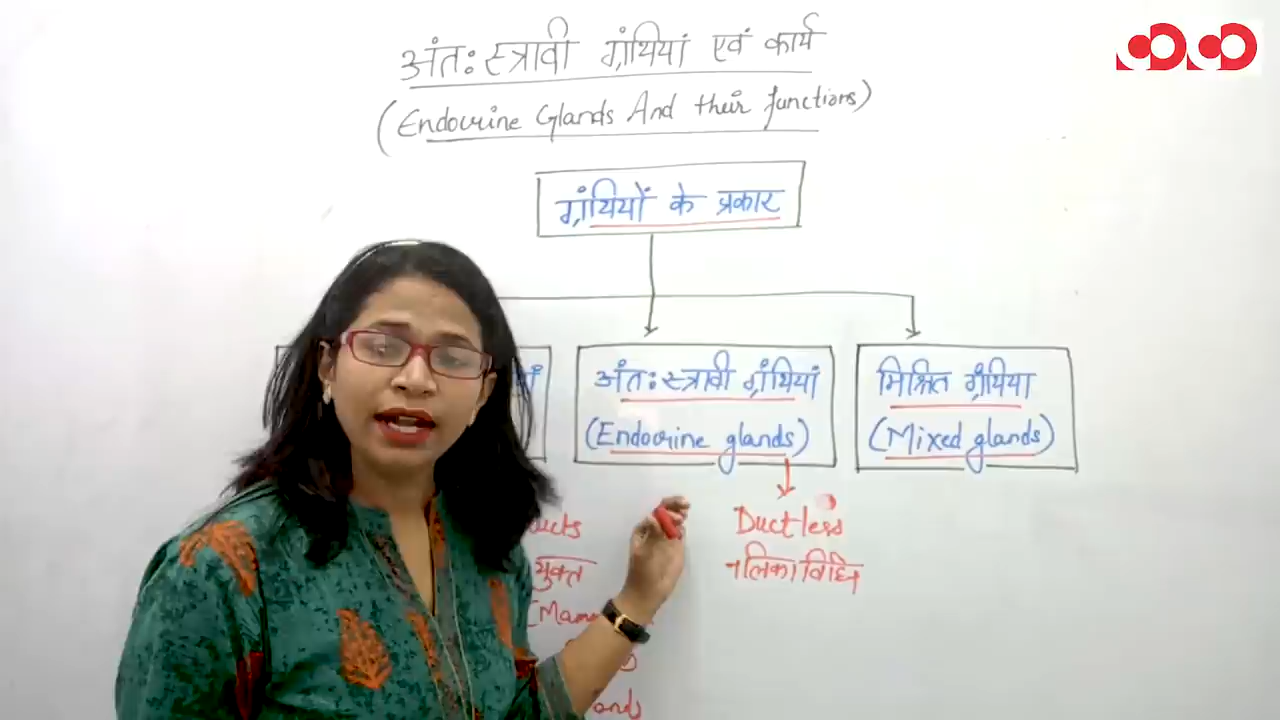 अंतः स्त्रावी ग्रंथियां एवं कार्य
(Endocrine Glands And their functions)
ग्रंथियों के प्रकार
अंतः स्त्रावी ग्रंथियां
(Endocrine glands)
मिश्रित ग्रंथिया
(Mixed glands)
युक्त
Ductless
नलिकाविहिन